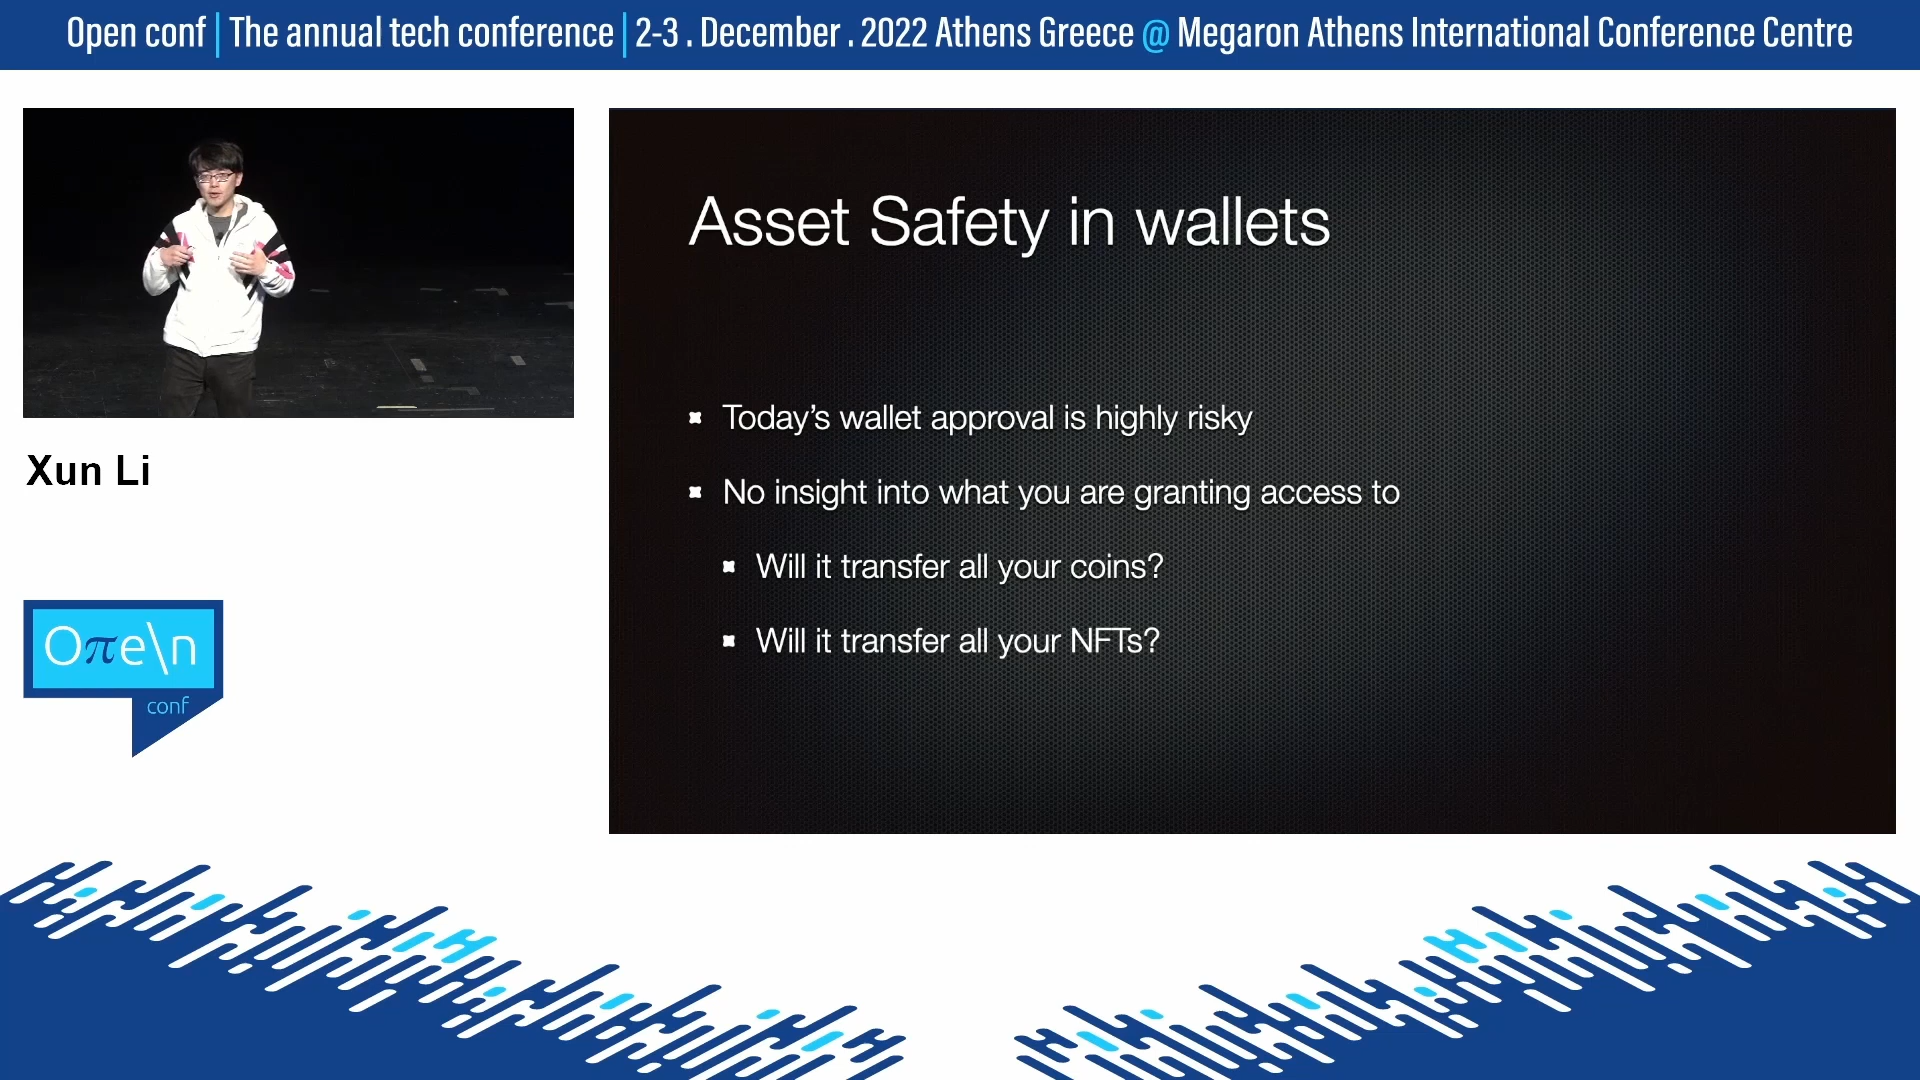 Open conf | The annual tech conference | 2-3 . December . 2022 Athens Greece @ Megaron Athens International Conference Centre
Asset Safety in wallets
Today's wallet approval is highly risky
No insight into what you are granting access to
Will it transfer all your coins?
Will it transfer all your NFTs?
Xun Li
Oπe\n
conf